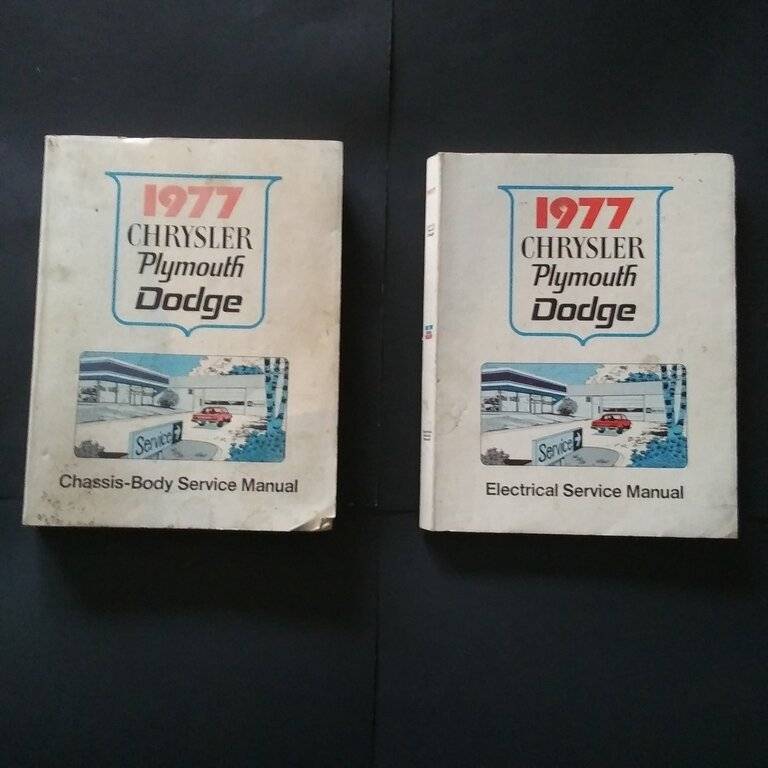 1977
CHRYSLER
Plymouth
Dodge
Service
Chassis-Body Service Manual
1977
CHRYSLER
Plymouth
Dodge
Service
Electrical Service Manual